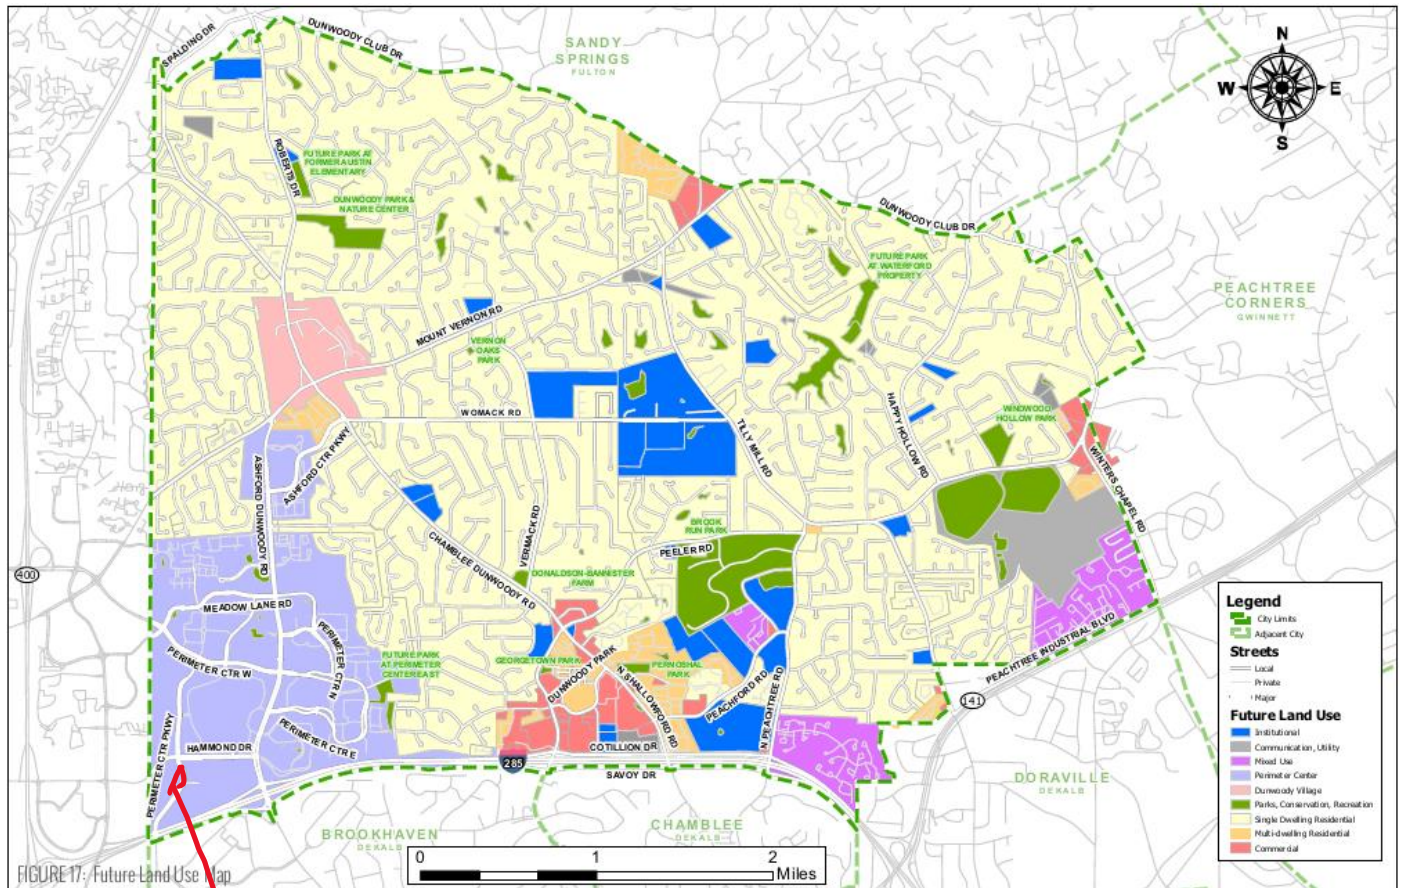 SPALDING DR
DUNWOODY CLUB DR
SANDY
SPRINGS
FULTON
N
W
E
S
ROBERTS DR
FUTURE PARK AT
FORMER AUSTIN
ELEMENTARY
DUNWOODY PARK &
NATURE CENTER
DUNWOODY CLUB DR
FUTURE PARK
AT WATERFORD
PROPERTY
PEACHTREE
CORNERS
GWINNETT
MOUNT VERNON RD
VERNON
OAKS
PARK
WOMACK RD
TILLY MILL RD
HAPPY HOLLOW RD
WINDWOOD
HOLLOW PARK
WINTERS CHAPEL RD
ASHFORD DUNWOODY RD
ASHFORD CTR PKWY
CHAMBLEE DUNWOODY RD
VERMACK RD
BROOK
RUN PARK
PEELER RD
DONALDSON-BANNISTER
FARM
400
MEADOW LANE RD
PERIMETER CTR W
PERIMETER CTR N
FUTURE PARK
AT PERIMETER
CENTER EAST
GEORGETOWN PARK
DUNWOODY PARK
N SHALLOWFORD RD
PERNOSHAL
PARK
PEACHFORD RD
N PEACHTREE RD
PEACHTREE INDUSTRIAL BLVD
141
PERIMETER CTR PKWY
HAMMOND DR
PERIMETER CTR E
285
COTILLION DR
SAVOY DR
DORAVILLE
DEKALB
BROOKHAVEN
DEKALB
CHAMBLEE
DEKALB
Legend
City Limits
Adjacent City
Streets
Local
Private
Major
Future Land Use
Institutional
Communication, Utility
Mixed Use
Perimeter Center
Dunwoody Village
Parks, Conservation, Recreation
Single Dwelling Residential
Multi-dwelling Residential
Commercial
0 1 2
Miles
FIGURE 17: Future Land Use Map